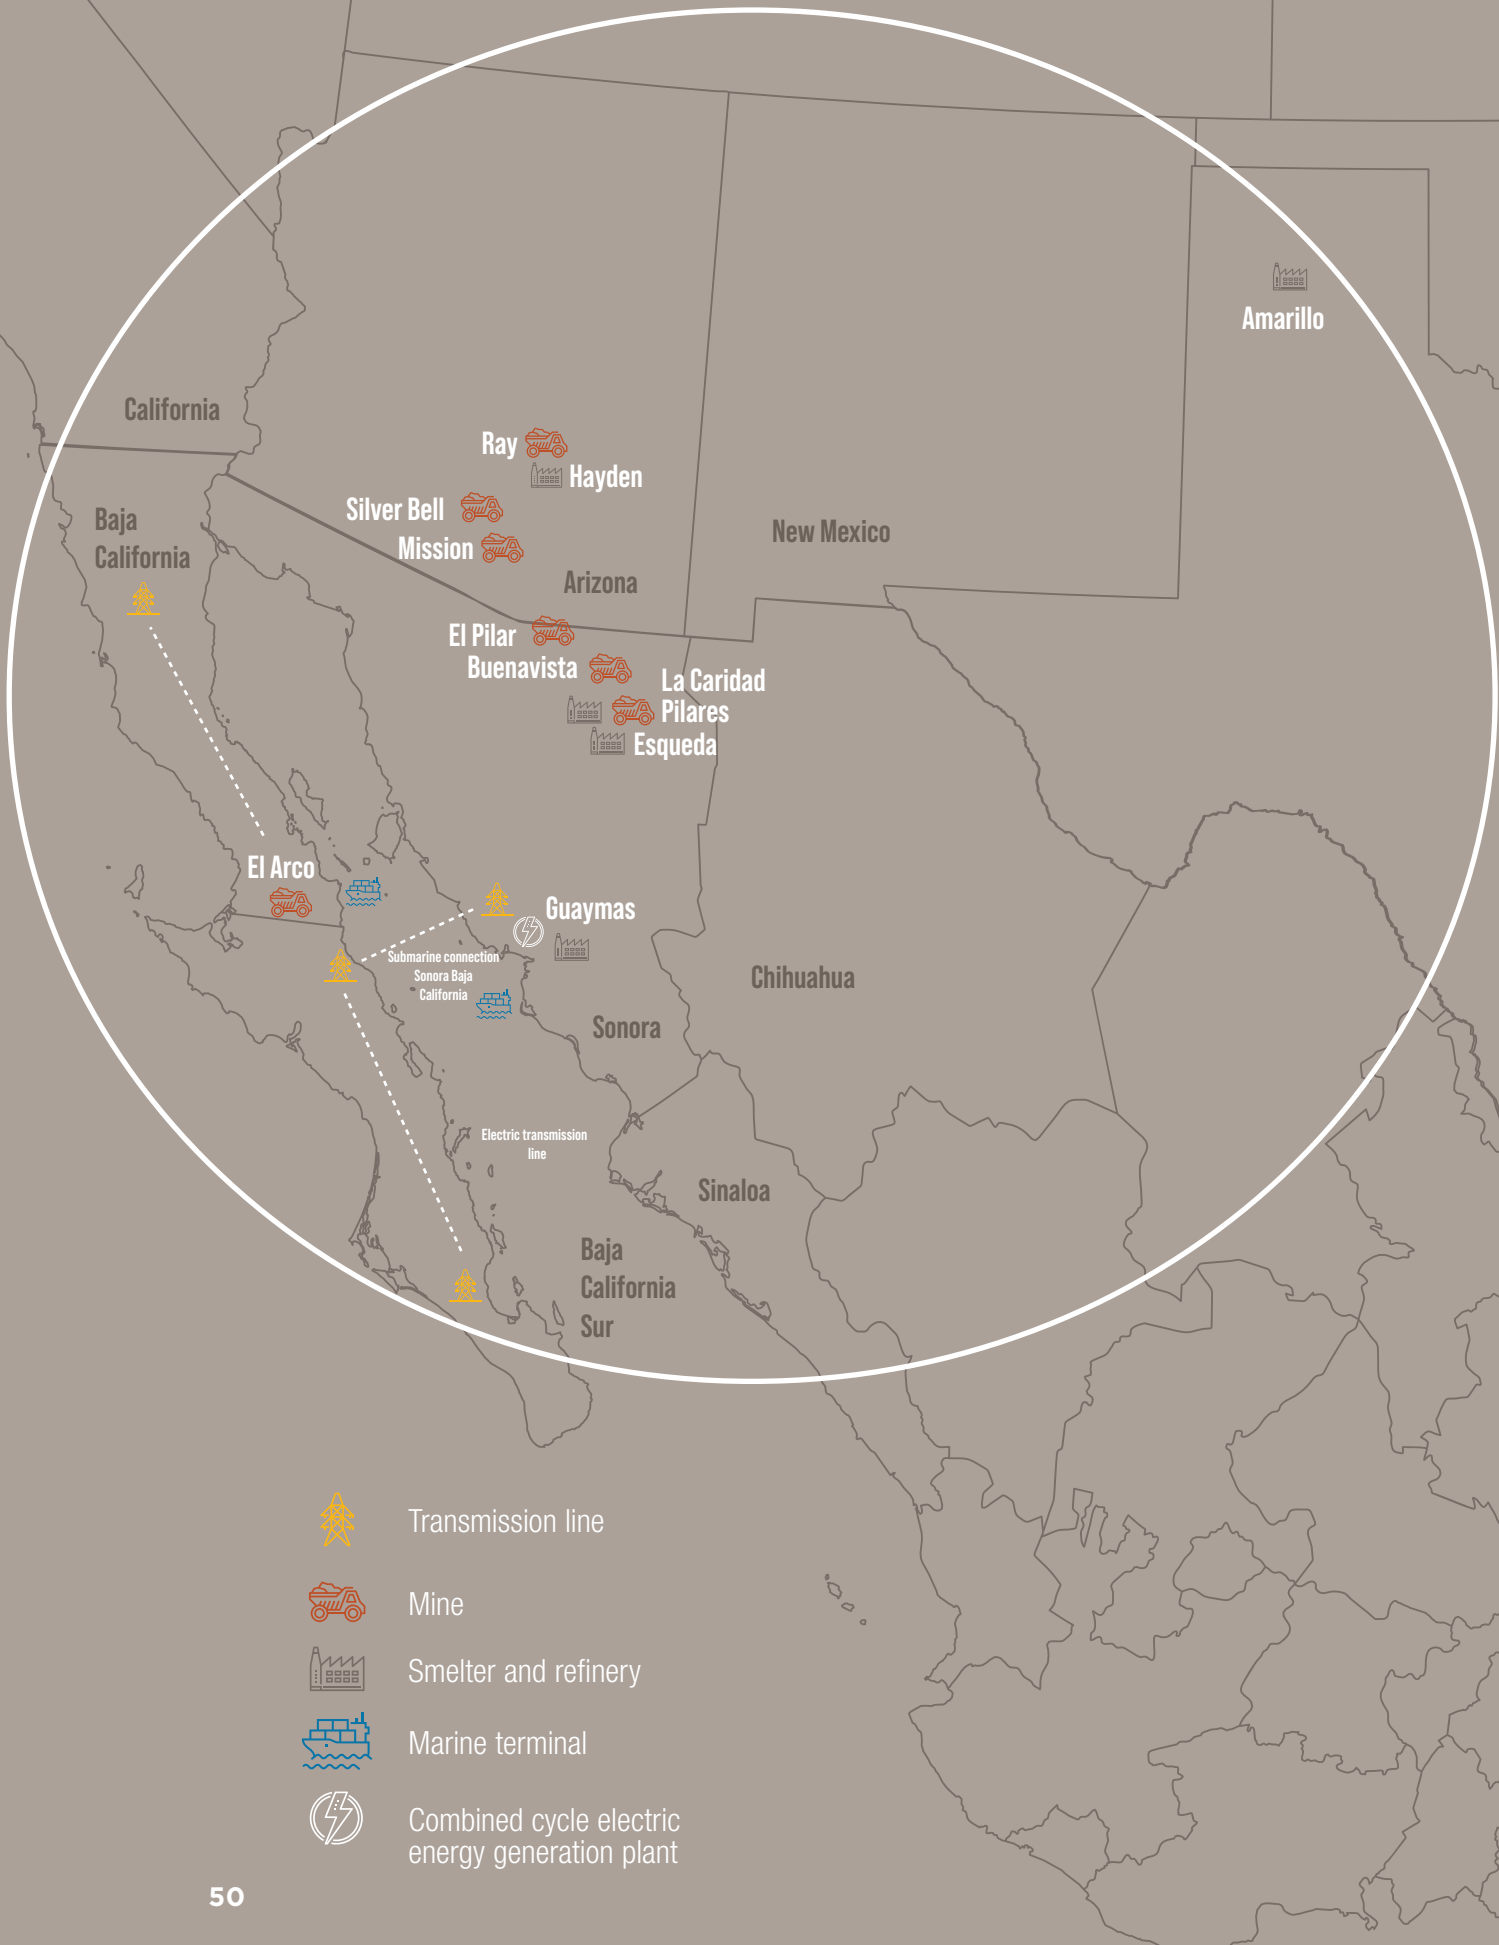 Amarillo
California
Ray
Hayden
Silver Bell
Baja
California
New Mexico
Mission
Arizona
El Pilar
Buenavista
La Caridad
Pilares
Esqueda
El Arco
Guaymas
Submarine connection
Sonora Baja
California
Chihuahua
Sonora
Electric transmission
line
Sinaloa
Baja
California
Sur
Transmission line
Mine
Smelter and refinery
Marine terminal
Combined cycle electric
energy generation plant
50